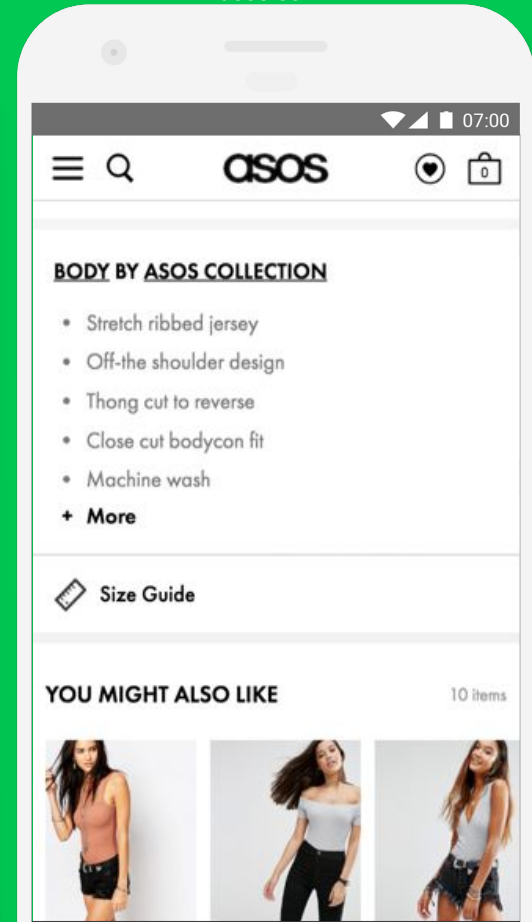 07:00
asos
0
BODY BY ASOS COLLECTION
• Stretch ribbed jersey
• Off-the shoulder design
• Thong cut to reverse
• Close cut bodycon fit
• Machine wash
+ More
Size Guide
YOU MIGHT ALSO LIKE
10 items